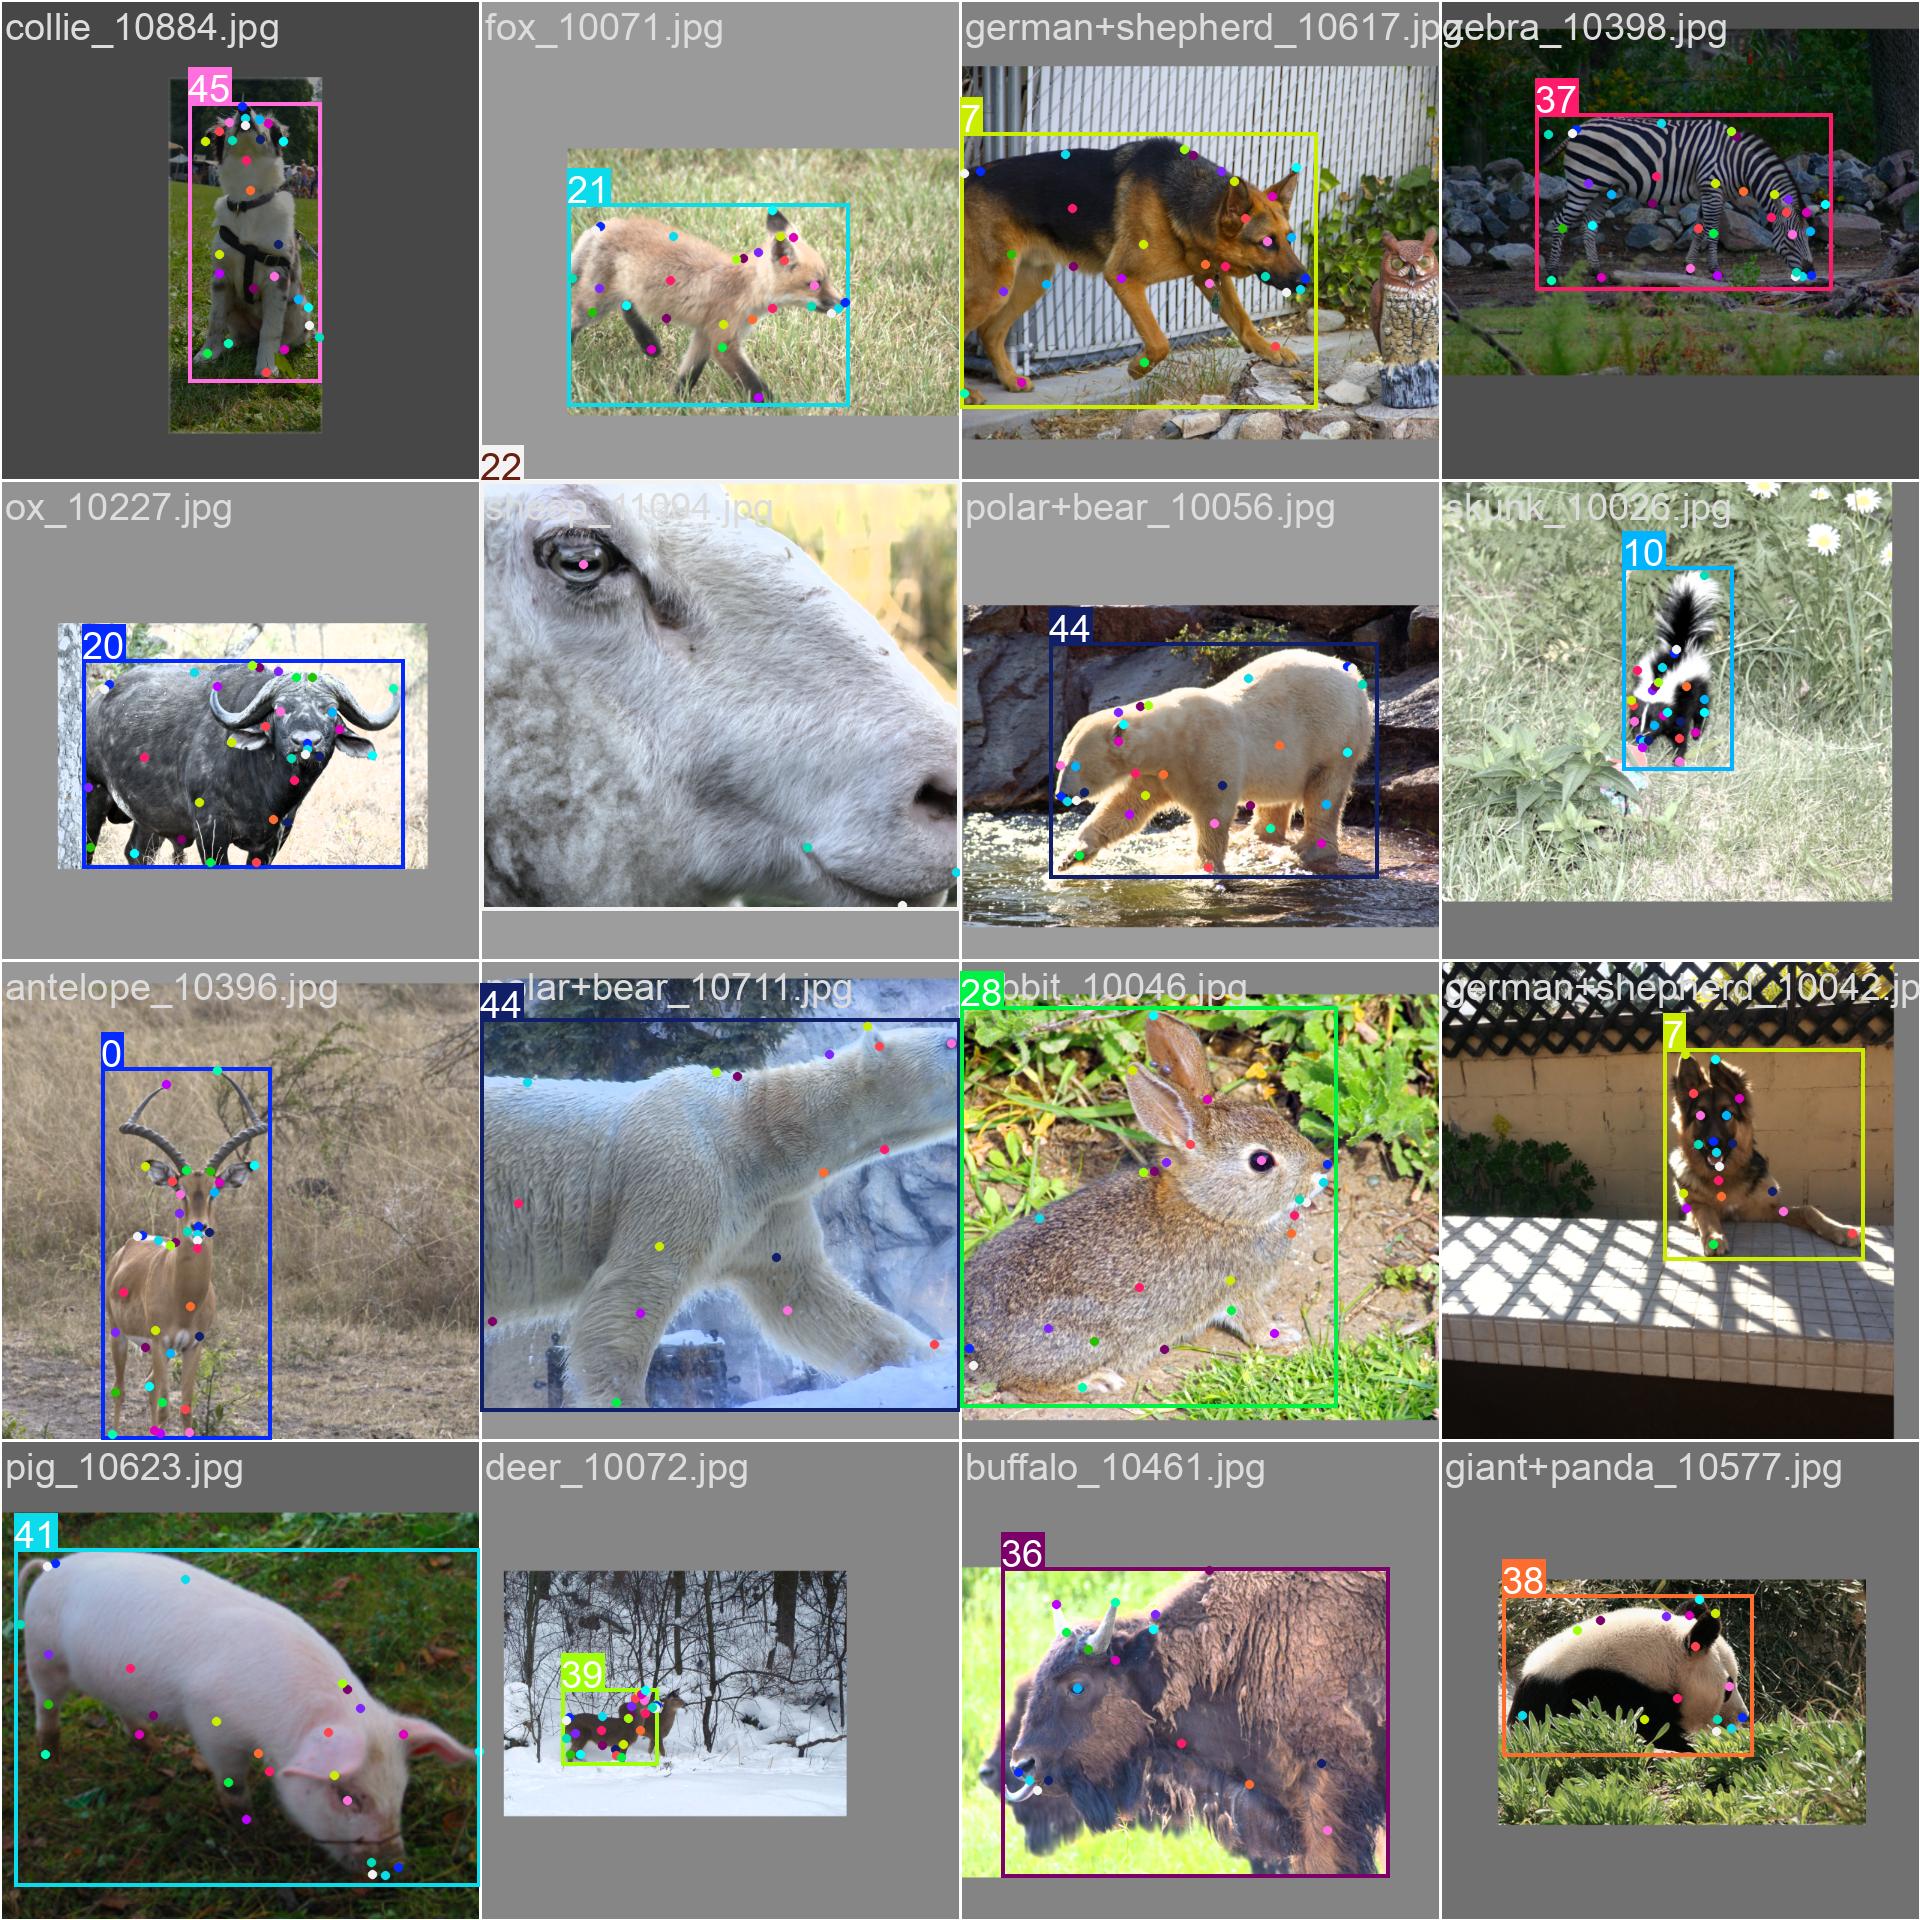 collie_10884.jpg
fox_10071.jpg
german+shepherd_10617.jpg
zebra_10398.jpg
45
21
7
37
22
ox_10227.jpg
sheep_11094.jpg
polar+bear_10056.jpg
skunk_10026.jpg
20
44
10
antelope_10396.jpg
lar+bear_10711.jpg
bbit_10046.jpg
german+shepherd_10042.jp
0
44
28
7
pig_10623.jpg
deer_10072.jpg
buffalo_10461.jpg
giant+panda_10577.jpg
41
39
36
38